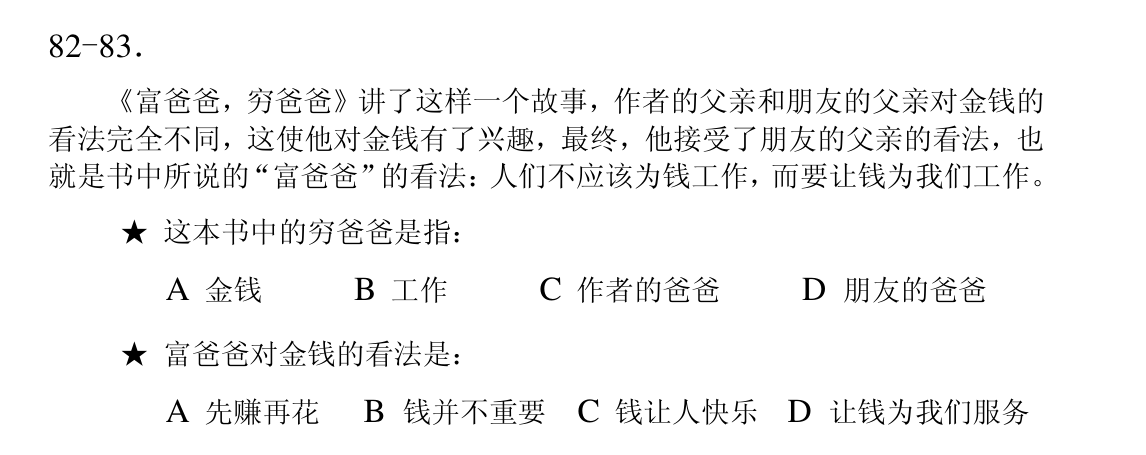 82-83.
《富爸爸，穷爸爸》讲了这样一个故事，作者的父亲和朋友的父亲对金钱的
看法完全不同，这使他对金钱有了兴趣，最终，他接受了朋友的父亲的看法，也
就是书中所说的“富爸爸”的看法：人们不应该为钱工作，而要让钱为我们工作。
★ 这本书中的穷爸爸是指：
A 金钱 B 工作 C 作者的爸爸 D 朋友的爸爸
★ 富爸爸对金钱的看法是：
A 先赚再花 B 钱并不重要 C 钱让人快乐 D 让钱为我们服务